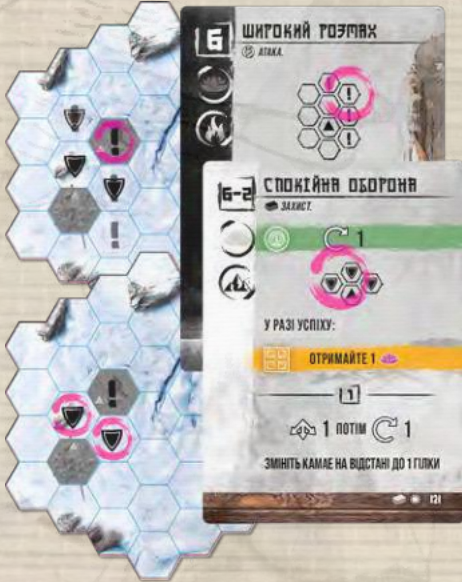 6 ШИРОКИЙ РОЗМАХ
АТАКА.
6-2 СПОКІЙНА ОБОРОНА
ЗАХИСТ.
1
У РАЗІ УСПІХУ:
ОТРИМАЙТЕ 1
1
1 ПОТІМ 1
ЗМІНІТЬ КАМАЕ НА ВІДСТАНІ ДО 1 ГІЛКИ
121